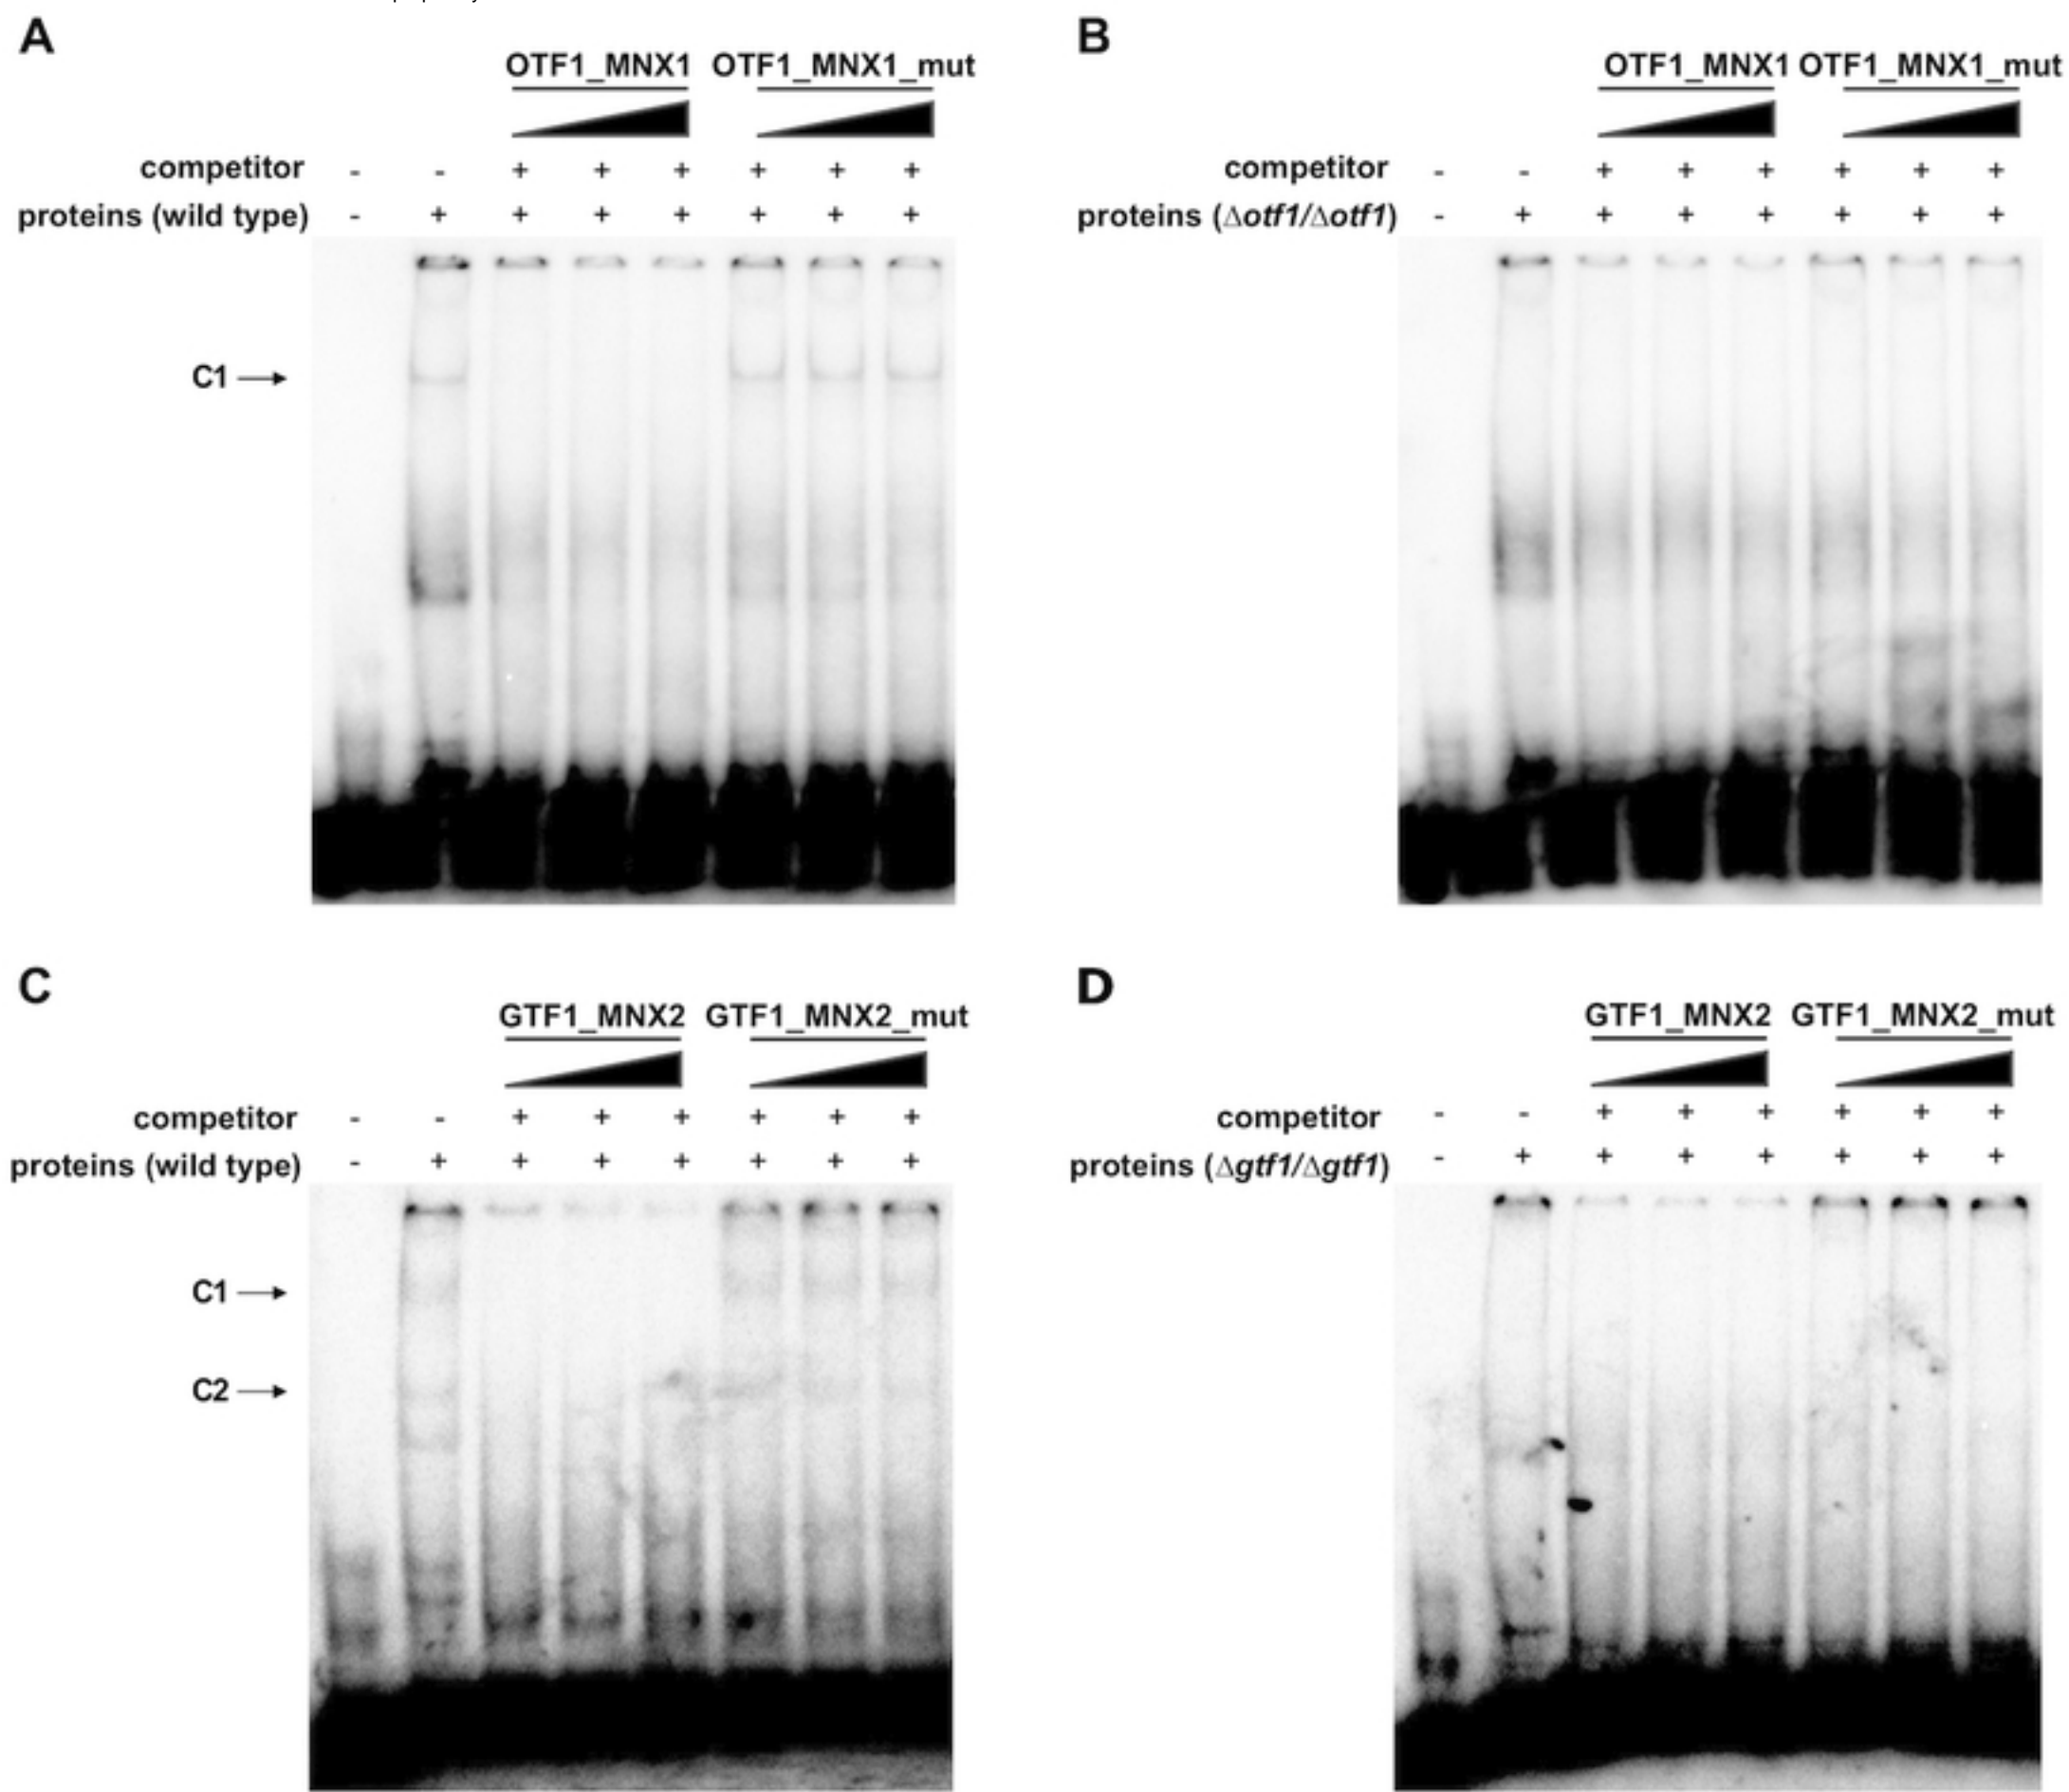 A
OTF1_MNX1 OTF1_MNX1_mut
competitor - - + + + + + +
proteins (wild type) - + + + + + + +
C1
B
OTF1_MNX1 OTF1_MNX1_mut
competitor - - + + + + + +
proteins (Δotf1/Δotf1) - + + + + + + +
C
GTF1_MNX2 GTF1_MNX2_mut
competitor - - + + + + + +
proteins (wild type) - + + + + + + +
C1
C2
D
GTF1_MNX2 GTF1_MNX2_mut
competitor - - + + + + + +
proteins (Δgtf1/Δgtf1) - + + + + + + +